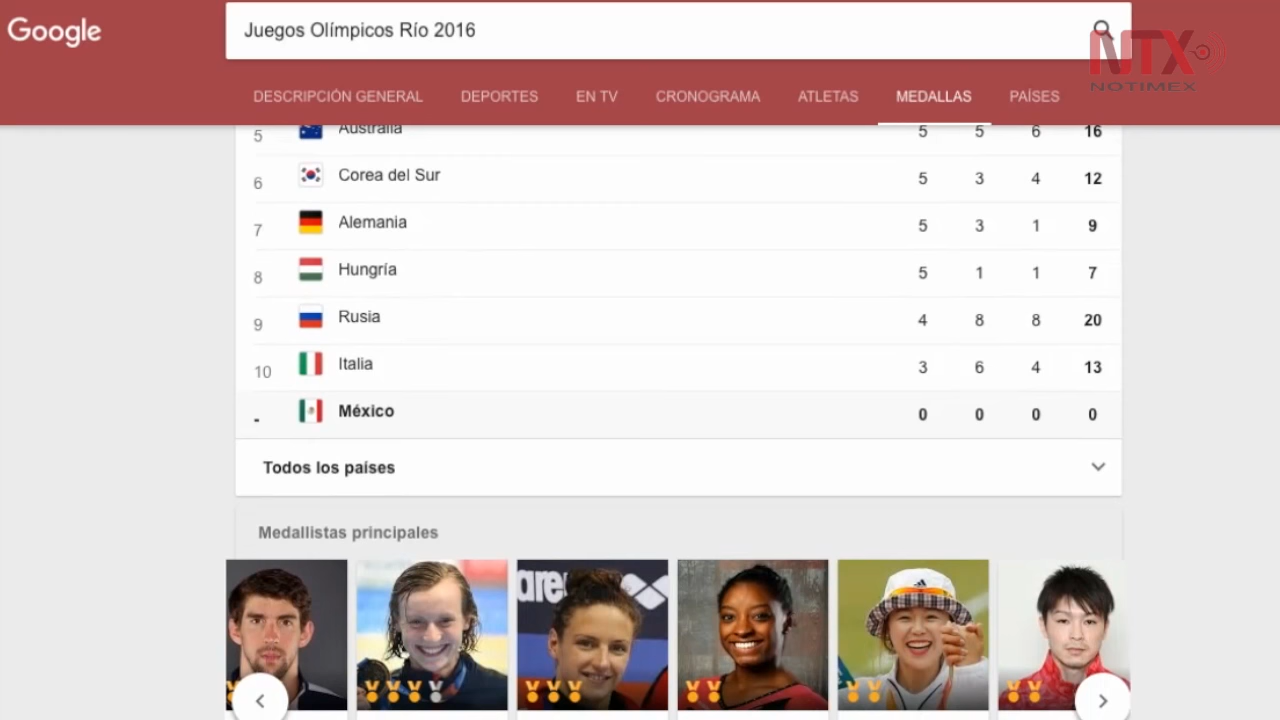 Google
Juegos Olímpicos Río 2016
NTX
NOTIMEX
DESCRIPCIÓN GENERAL DEPORTES EN TV CRONOGRAMA ATLETAS MEDALLAS PAÍSES
5 Australia 5 5 6 16
6 Corea del Sur 5 3 4 12
7 Alemania 5 3 1 9
8 Hungría 5 1 1 7
9 Rusia 4 8 8 20
10 Italia 3 6 4 13
- México 0 0 0 0
Todos los países
Medallistas principales
arena